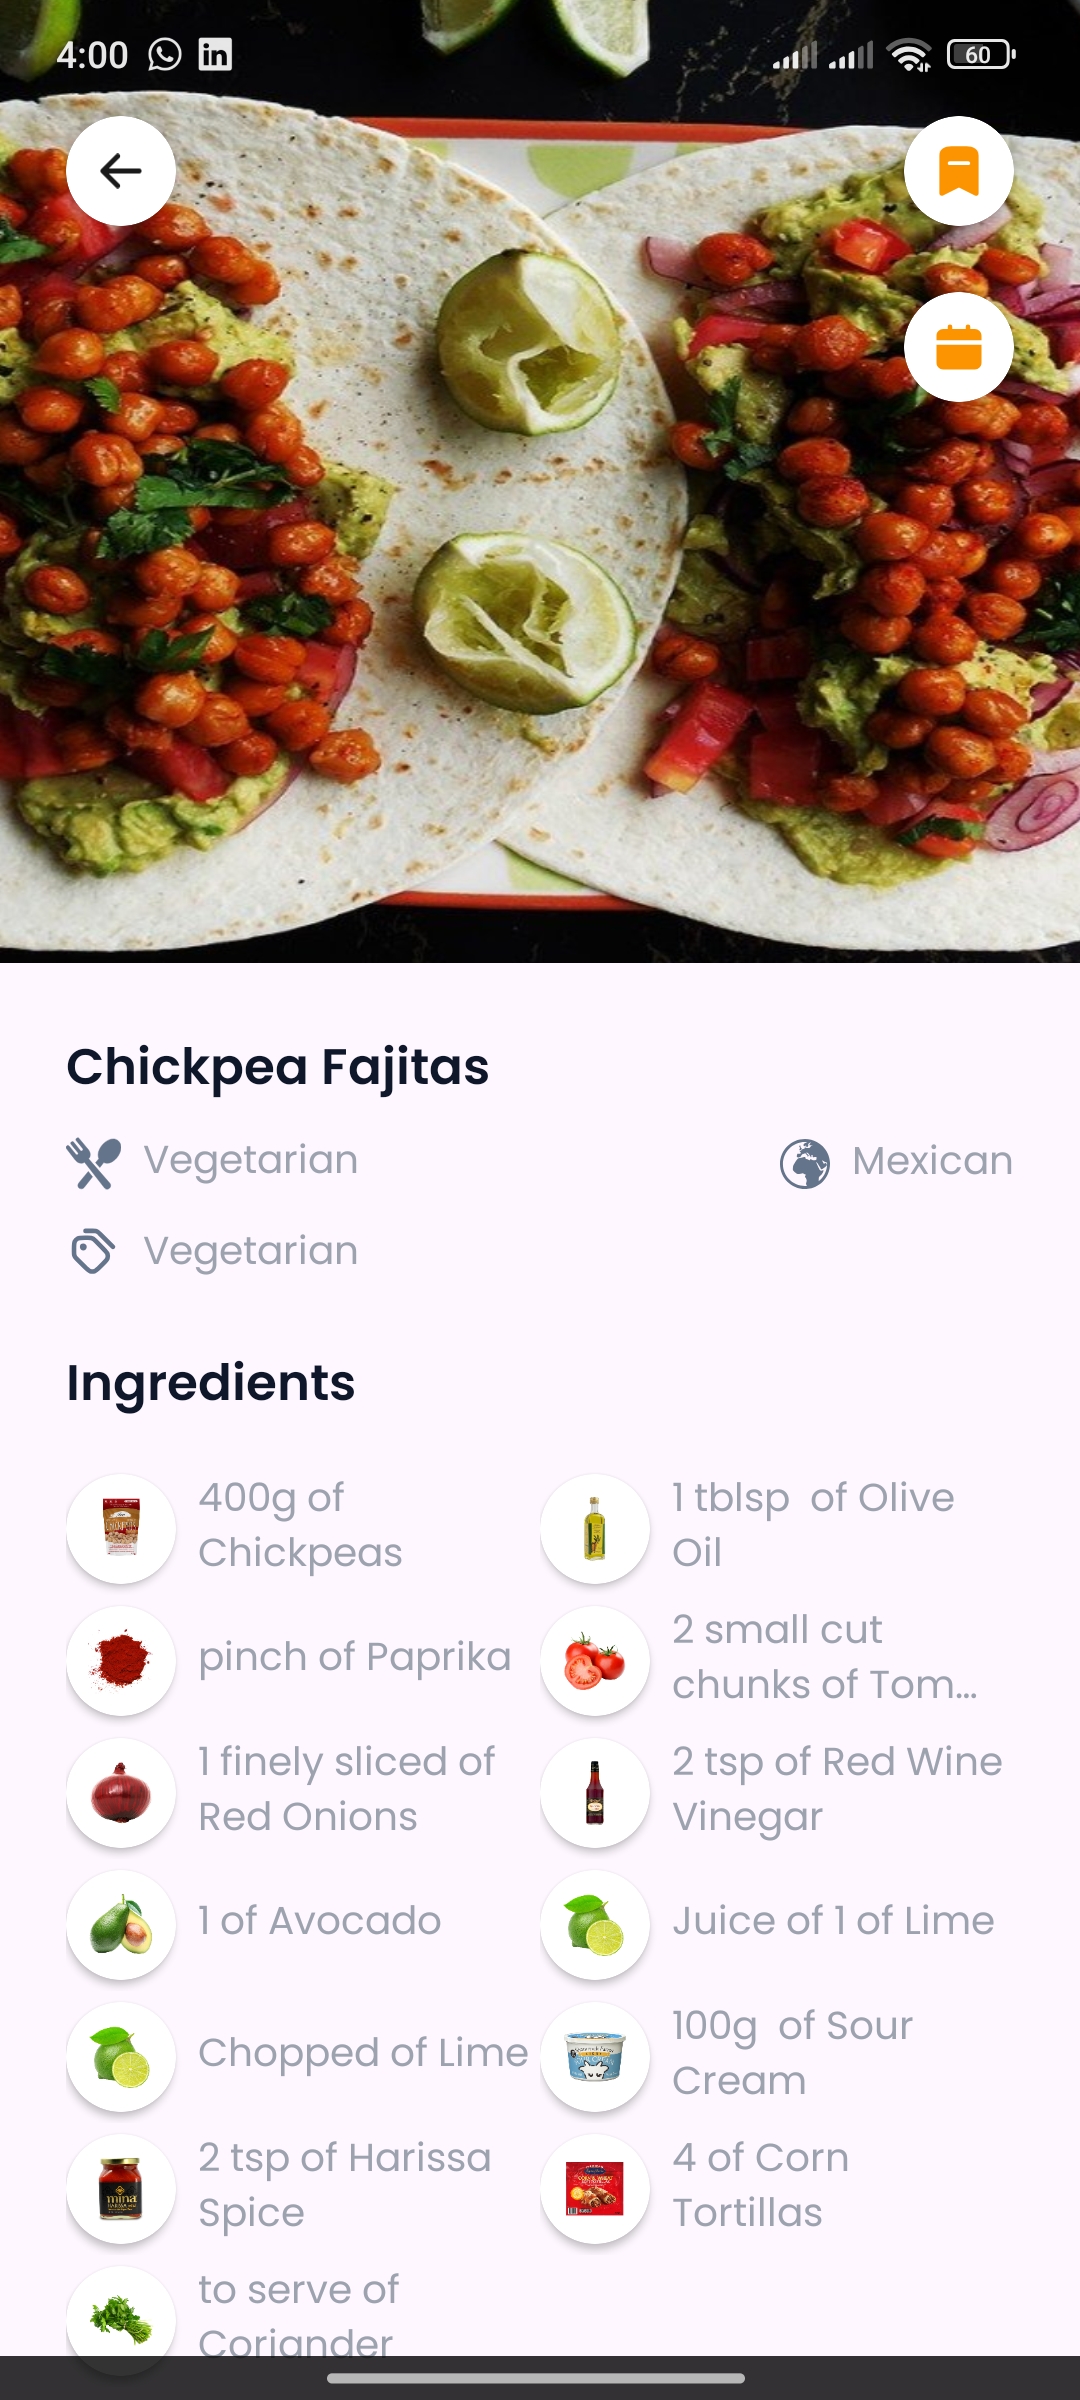 4:00
60
Chickpea Fajitas
Vegetarian
Mexican
Vegetarian
Ingredients
400g of
Chickpeas
1 tblsp  of Olive
Oil
pinch of Paprika
2 small cut
chunks of Tom...
1 finely sliced of
Red Onions
2 tsp of Red Wine
Vinegar
1 of Avocado
Juice of 1 of Lime
Chopped of Lime
100g  of Sour
Cream
2 tsp of Harissa
Spice
mina
4 of Corn
Tortillas
to serve of
Coriander